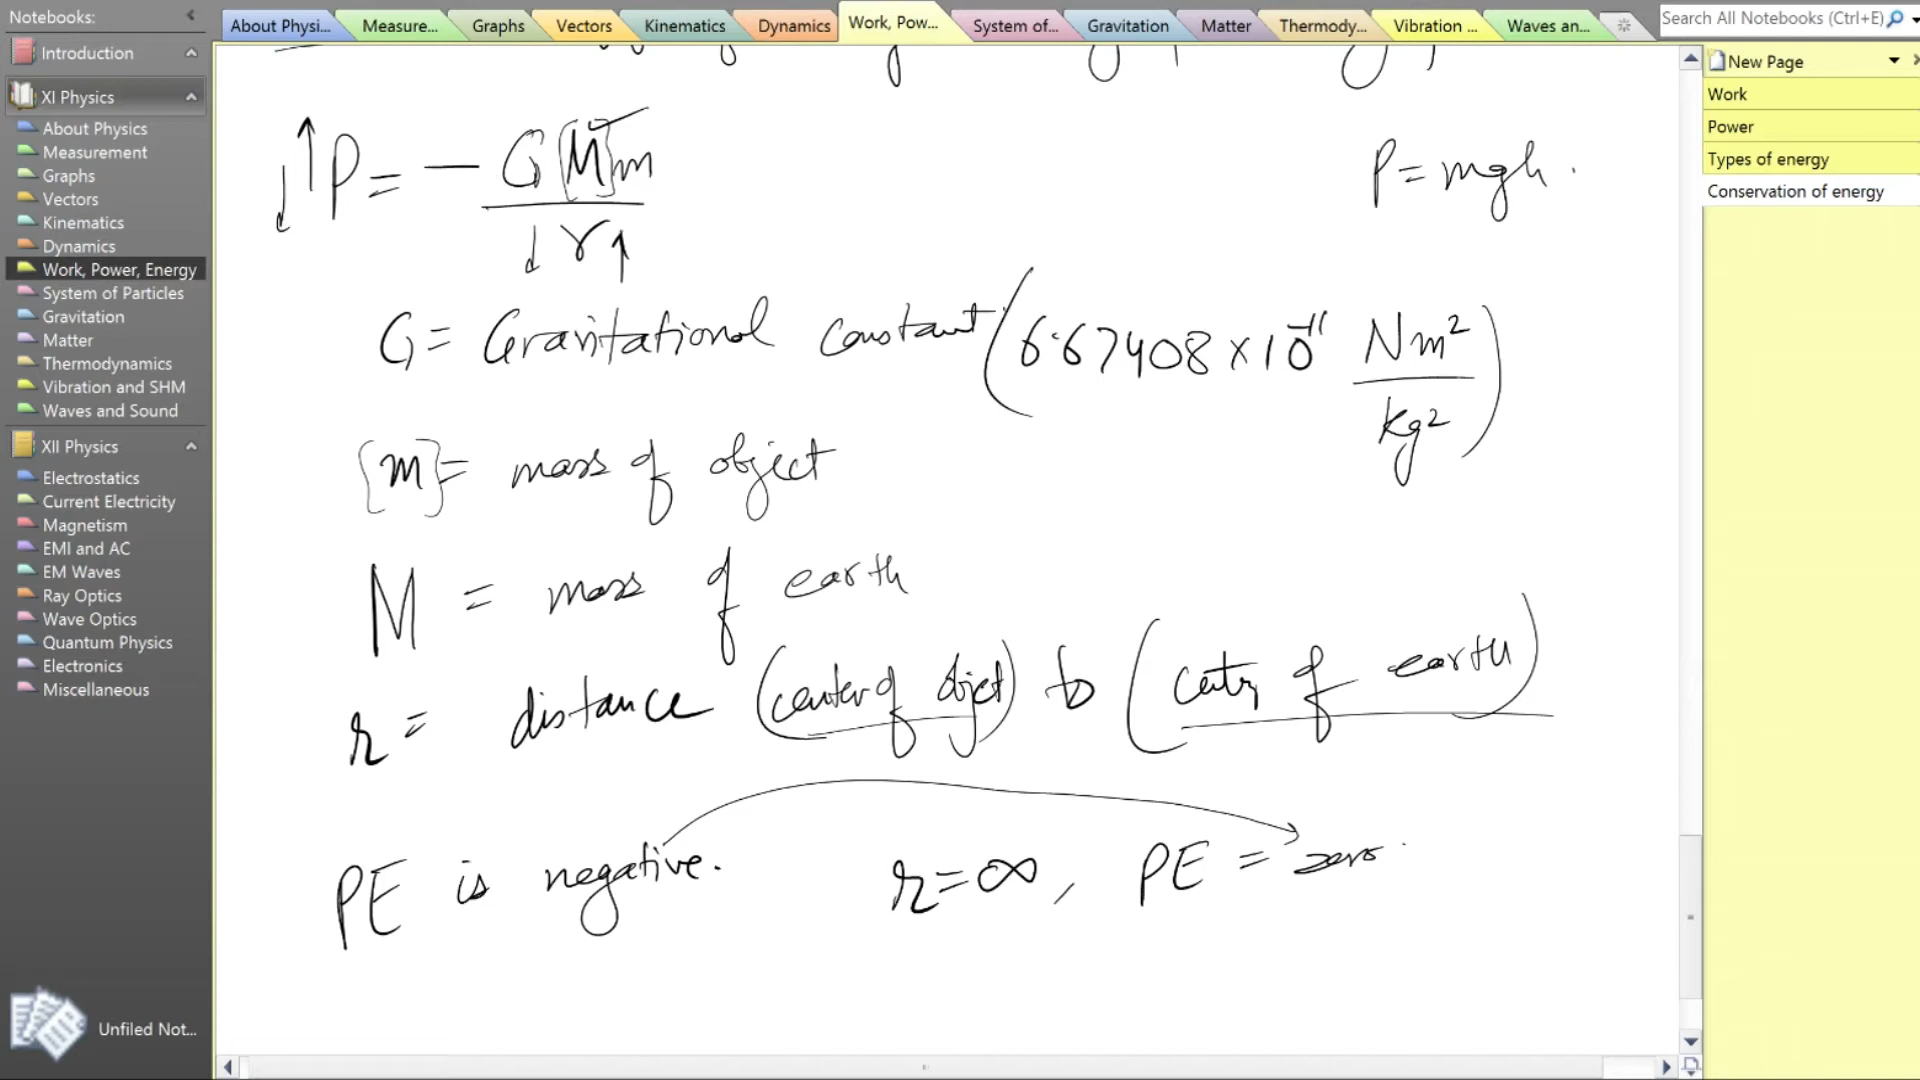 Notebooks:
Introduction
XI Physics
About Physics
Measurement
Graphs
Vectors
Kinematics
Dynamics
Work, Power, Energy
System of Particles
Gravitation
Matter
Thermodynamics
Vibration and SHM
Waves and Sound
XII Physics
Electrostatics
Current Electricity
Magnetism
EMI and AC
EM Waves
Ray Optics
Wave Optics
Quantum Physics
Electronics
Miscellaneous
Unfiled Not...
About Physi... Measure... Graphs Vectors Kinematics Dynamics Work, Pow... System of... Gravitation Matter Thermody... Vibration ... Waves an...
Search All Notebooks (Ctrl+E)
↓↑P = - G[M]m / ↓r↑
P = mgh.
G = Gravitational constant (6.67408 × 10⁻¹¹ Nm² / kg²)
[m] = mass of object
M = mass of earth
r = distance (center of objet) to (cente of earth)
PE is negative. r = ∞, PE = zero.
New Page
Work
Power
Types of energy
Conservation of energy